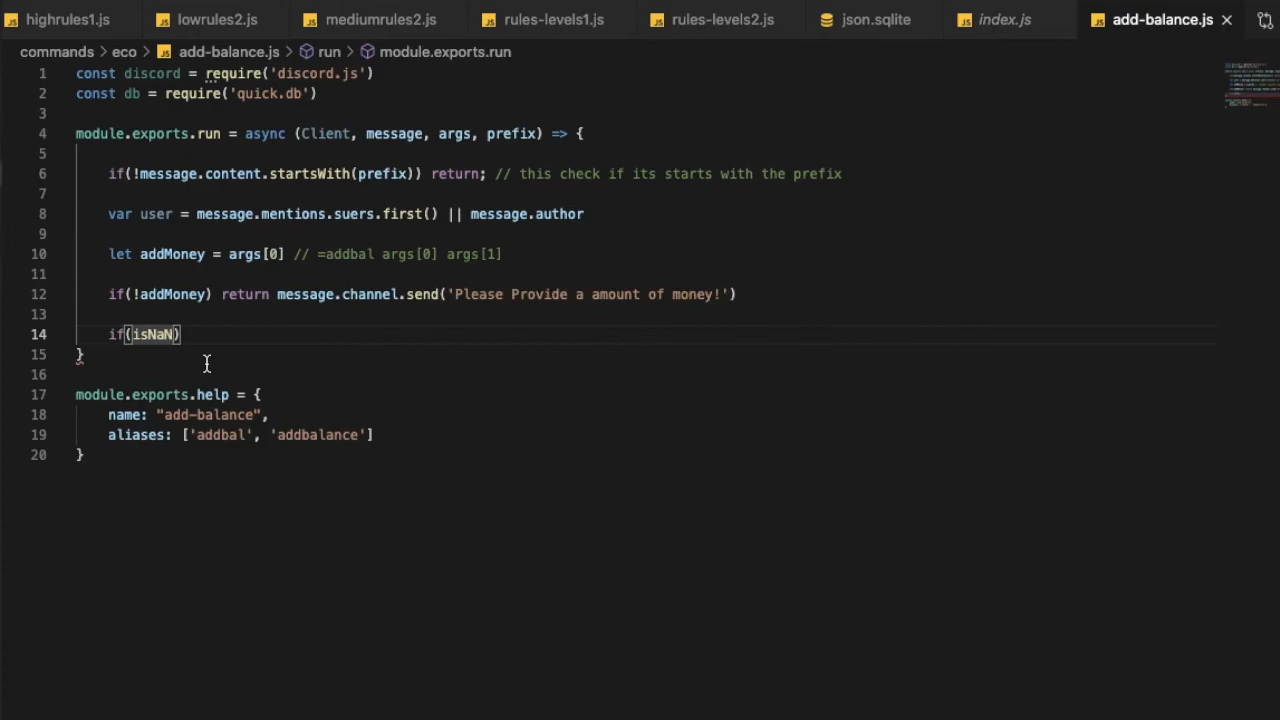 highrules1.js lowrules2.js mediumrules2.js rules-levels1.js rules-levels2.js json.sqlite index.js add-balance.js
commands > eco > add-balance.js > run > module.exports.run
1 const discord = require('discord.js')
2 const db = require('quick.db')
3
4 module.exports.run = async (Client, message, args, prefix) => {
5
6 if(!message.content.startsWith(prefix)) return; // this check if its starts with the prefix
7
8 var user = message.mentions.suers.first() || message.author
9
10 let addMoney = args[0] // =addbal args[0] args[1]
11
12 if(!addMoney) return message.channel.send('Please Provide a amount of money!')
13
14 if(isNaN)
15 }
16
17 module.exports.help = {
18 name: "add-balance",
19 aliases: ['addbal', 'addbalance']
20 }